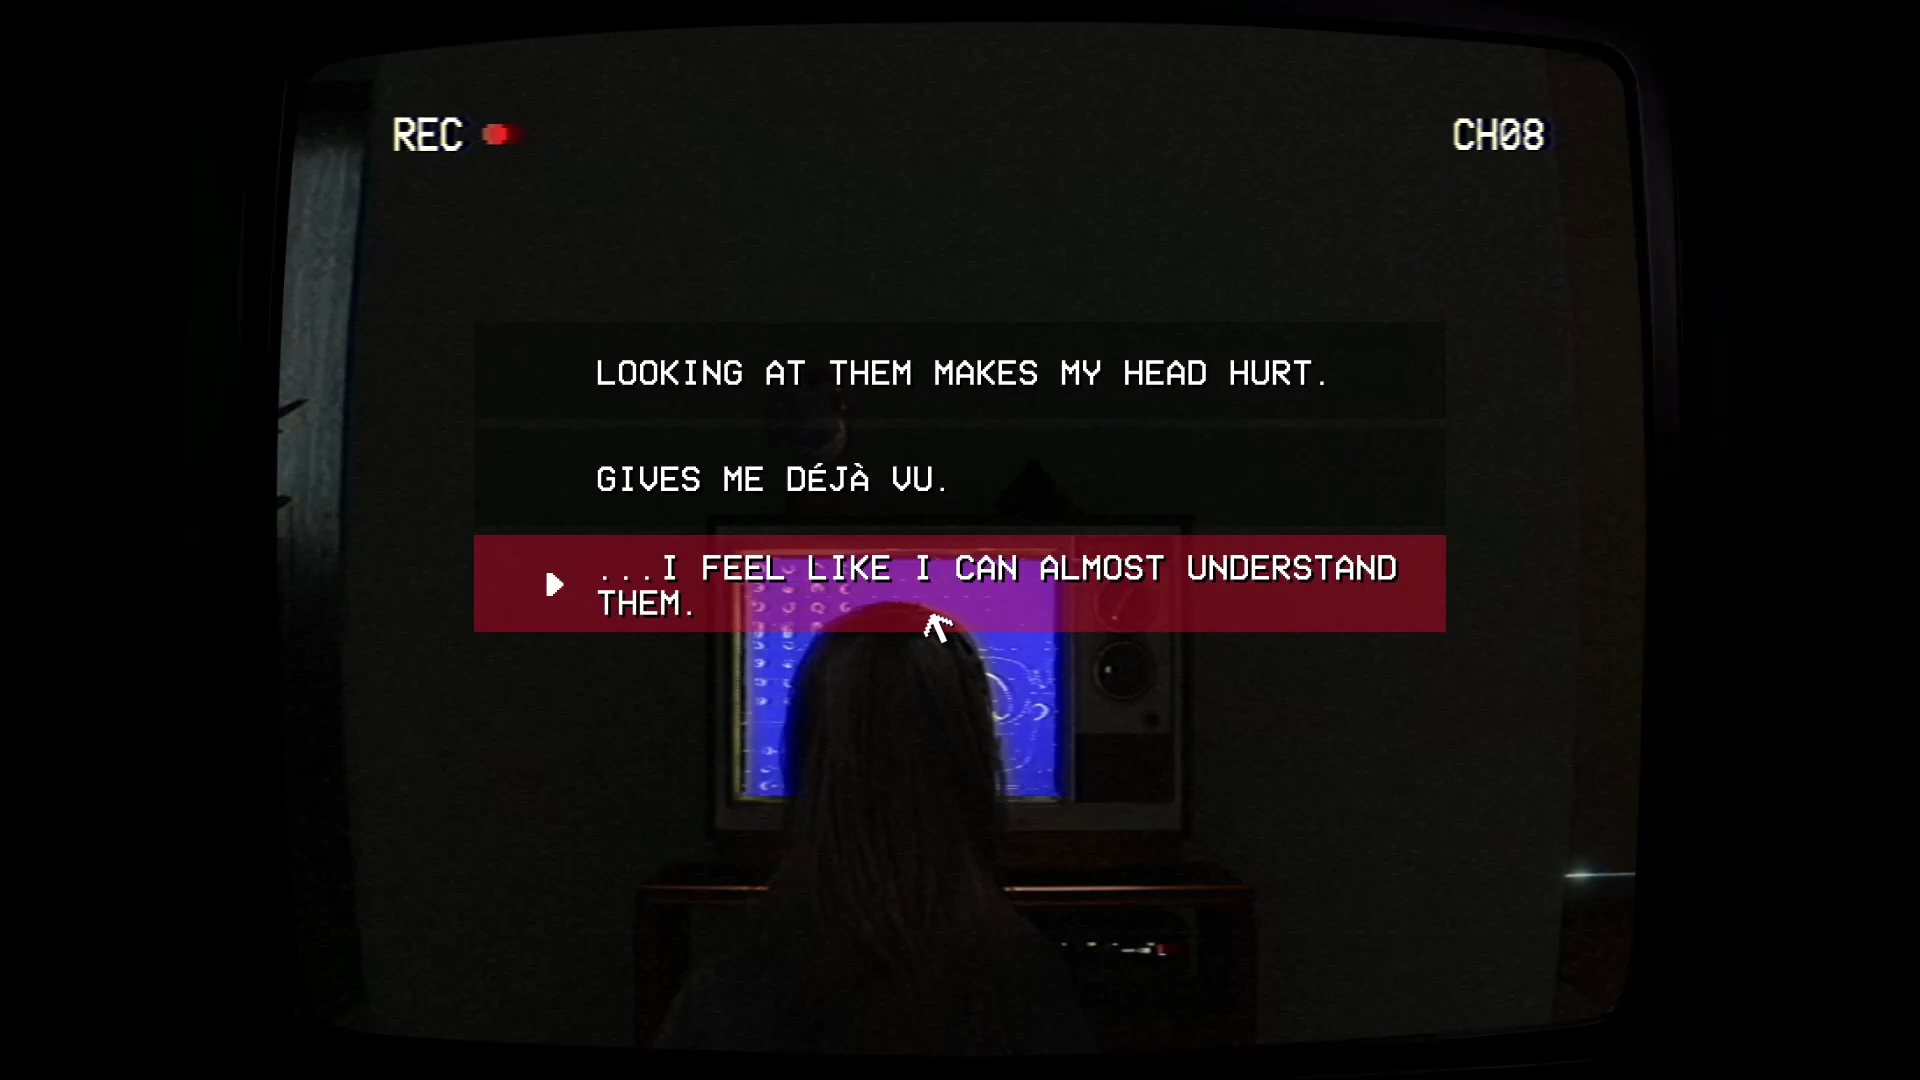 REC
CH08
LOOKING AT THEM MAKES MY HEAD HURT.
GIVES ME DÉJÀ VU.
...I FEEL LIKE I CAN ALMOST UNDERSTAND
THEM.